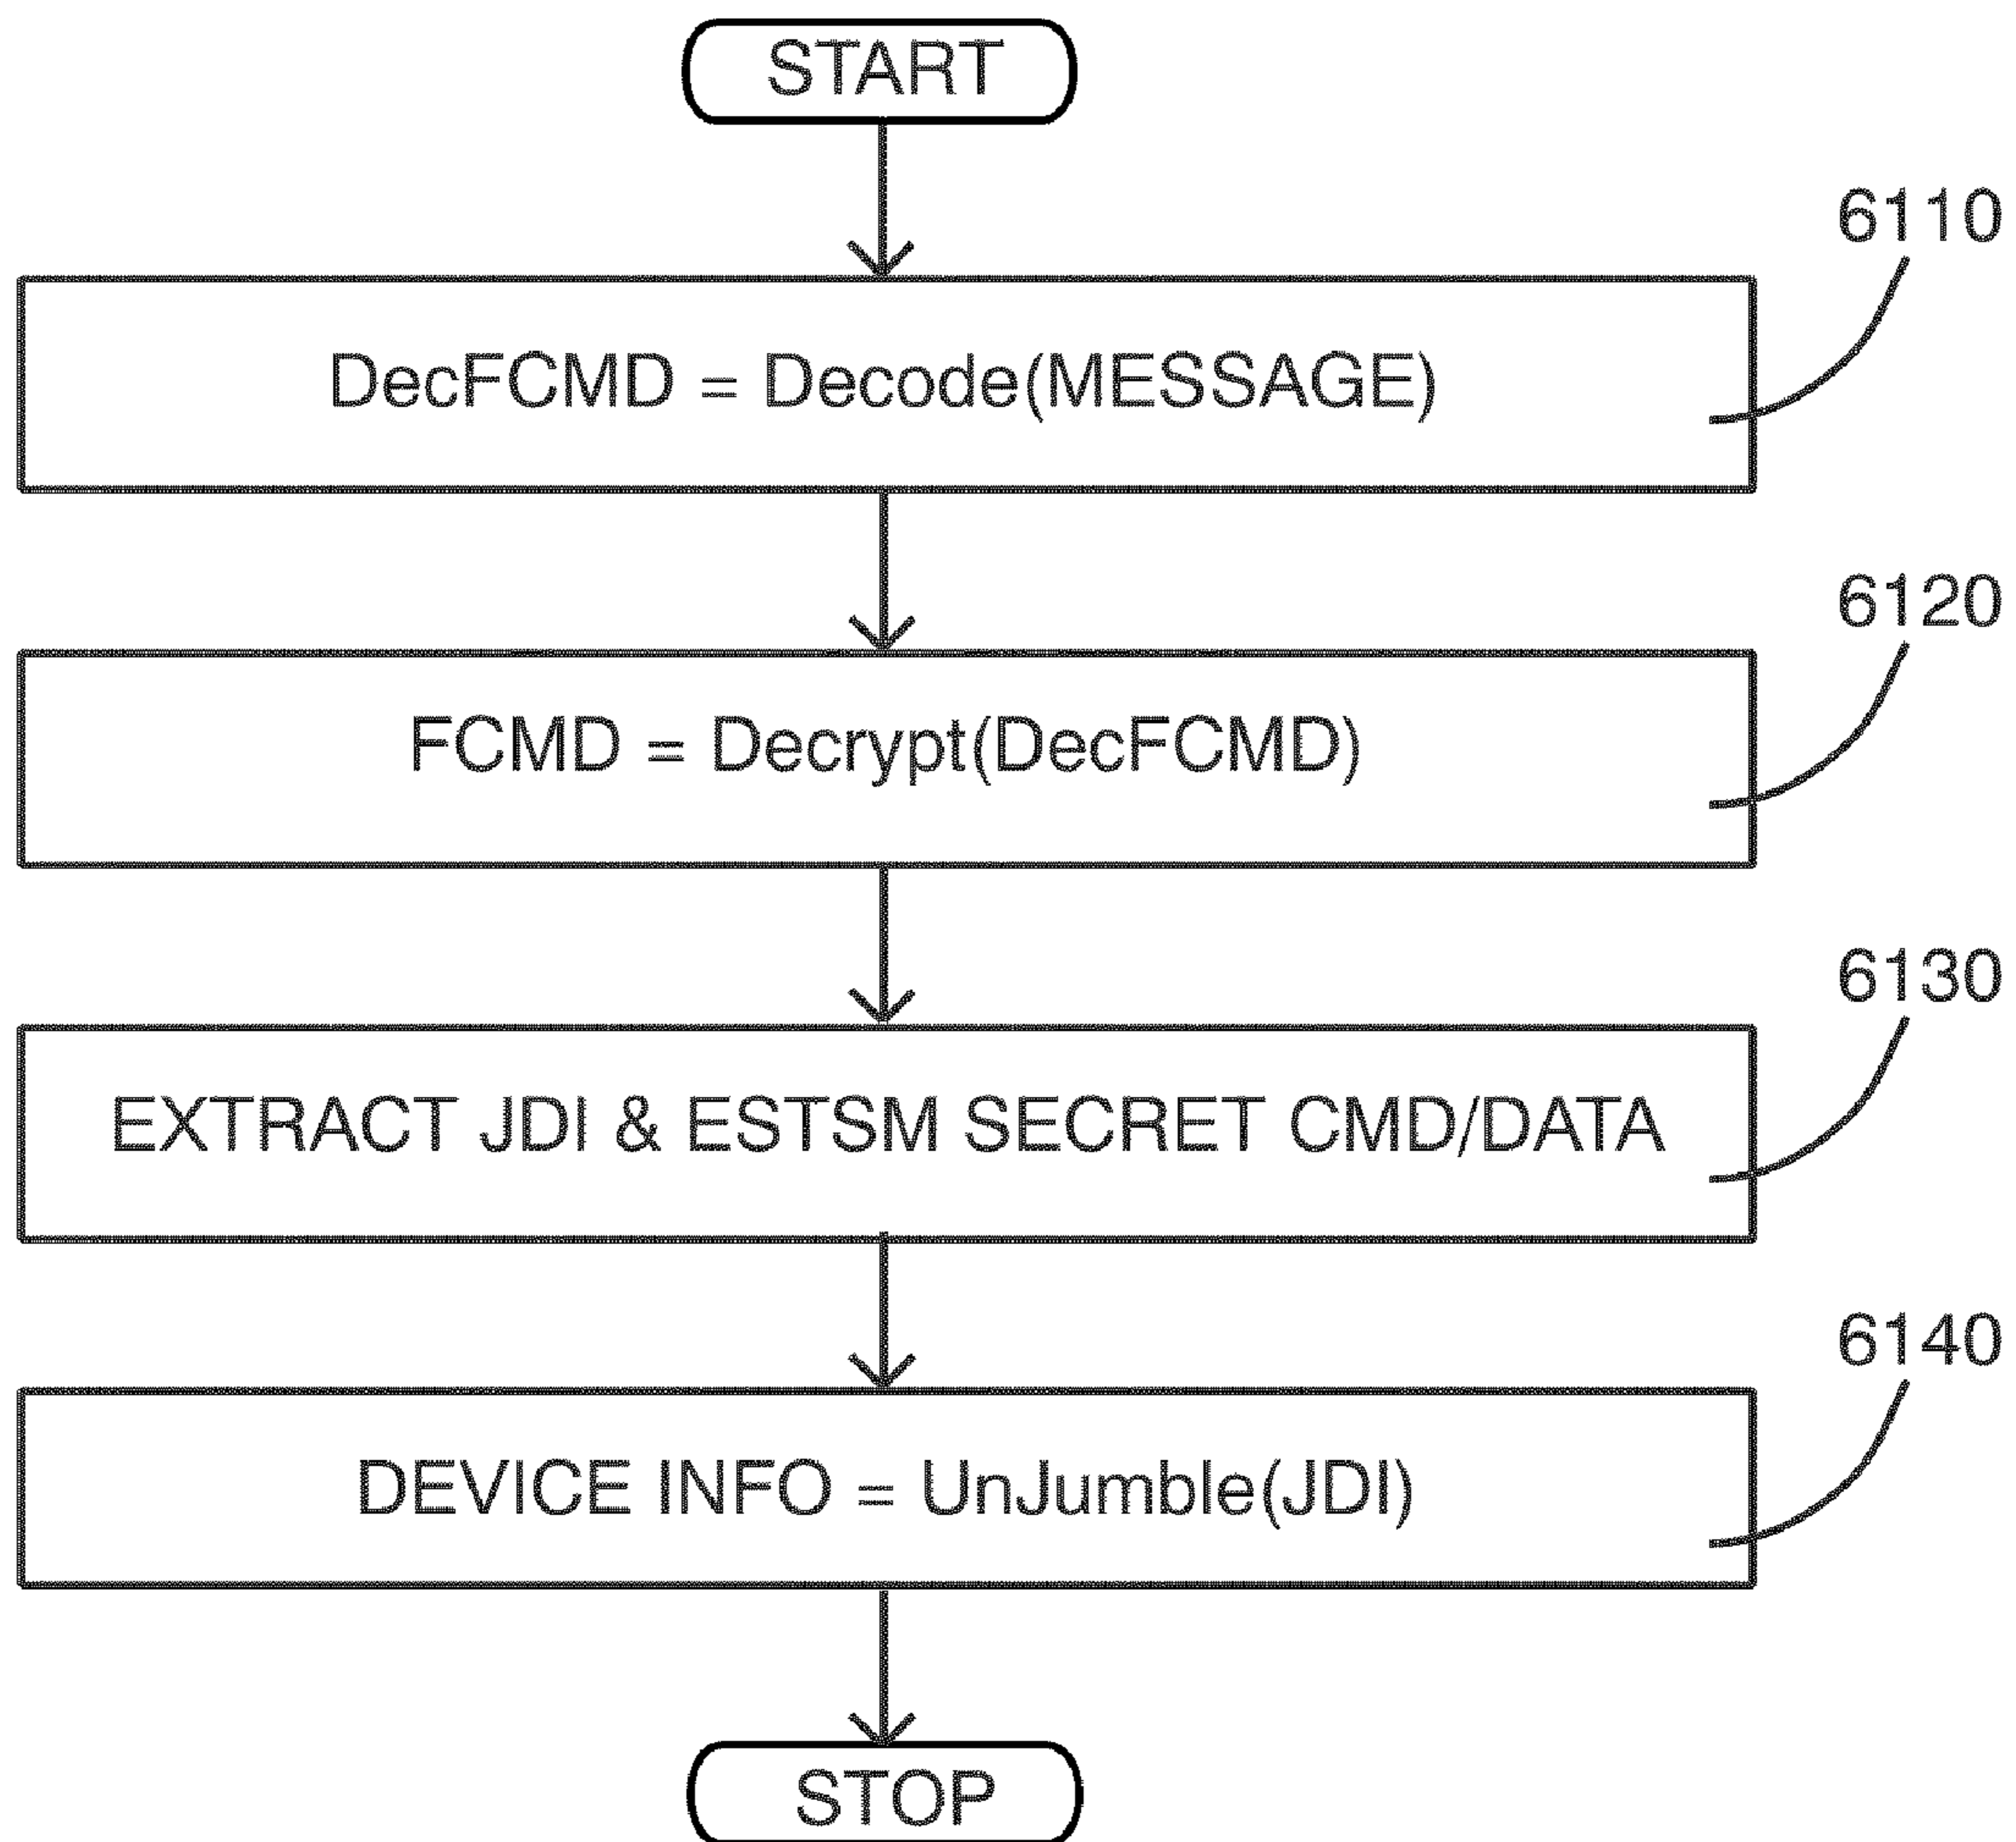 START
6110
DecFCMD = Decode(MESSAGE)
6120
FCMD = Decrypt(DecFCMD)
6130
EXTRACT JDI & ESTSM SECRET CMD/DATA
6140
DEVICE INFO = UnJumble(JDI)
STOP